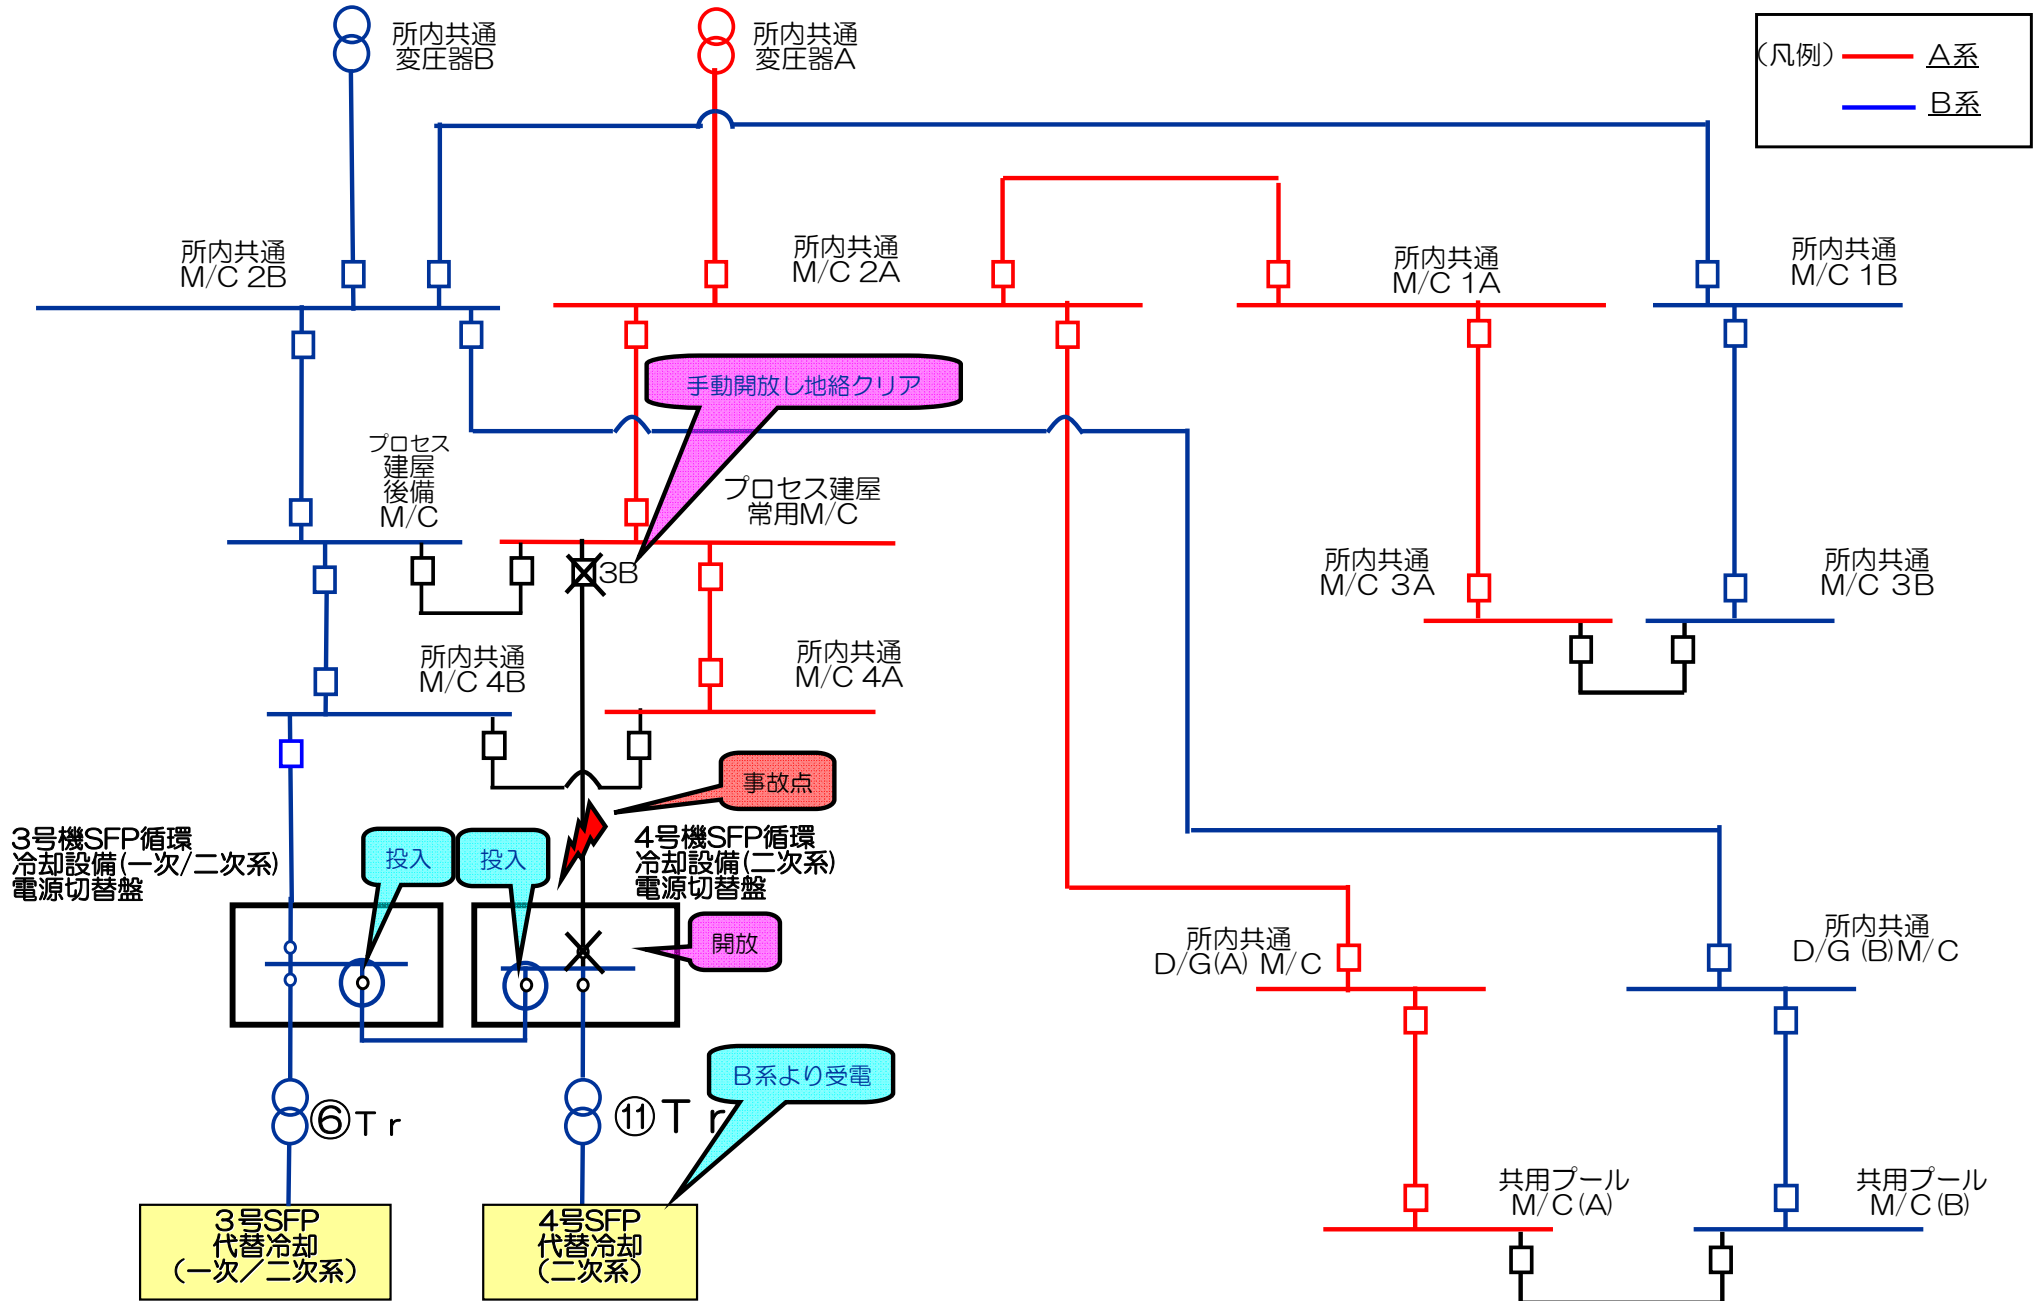 所内共通
変圧器B
所内共通
変圧器A
(凡例)
A系
B系
所内共通
M/C 2B
所内共通
M/C 2A
所内共通
M/C 1A
所内共通
M/C 1B
手動開放し地絡クリア
プロセス
建屋
後備
M/C
プロセス建屋
常用M/C
3B
所内共通
M/C 3A
所内共通
M/C 3B
所内共通
M/C 4B
所内共通
M/C 4A
事故点
3号機SFP循環
冷却設備(一次/二次系)
電源切替盤
投入
投入
4号機SFP循環
冷却設備(二次系)
電源切替盤
開放
所内共通
D/G(A) M/C
所内共通
D/G (B)M/C
B系より受電
⑥Tr
⑪Tr
共用プール
M/C(A)
共用プール
M/C(B)
3号SFP
代替冷却
(一次/二次系)
4号SFP
代替冷却
(二次系)